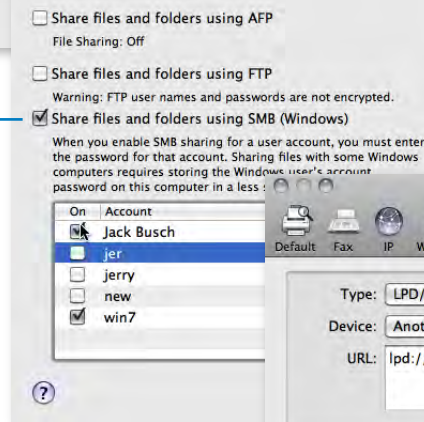 Share files and folders using AFP
File Sharing: Off
Share files and folders using FTP
Warning: FTP user names and passwords are not encrypted.
Share files and folders using SMB (Windows)
When you enable SMB sharing for a user account, you must enter
the password for that account. Sharing files with some Windows
computers requires storing the Windows user's account
password on this computer in a less
On Account
Jack Busch
jer
jerry
new
win7
?
Default Fax IP W
Type: LPD/
Device: Anot
URL: lpd:/